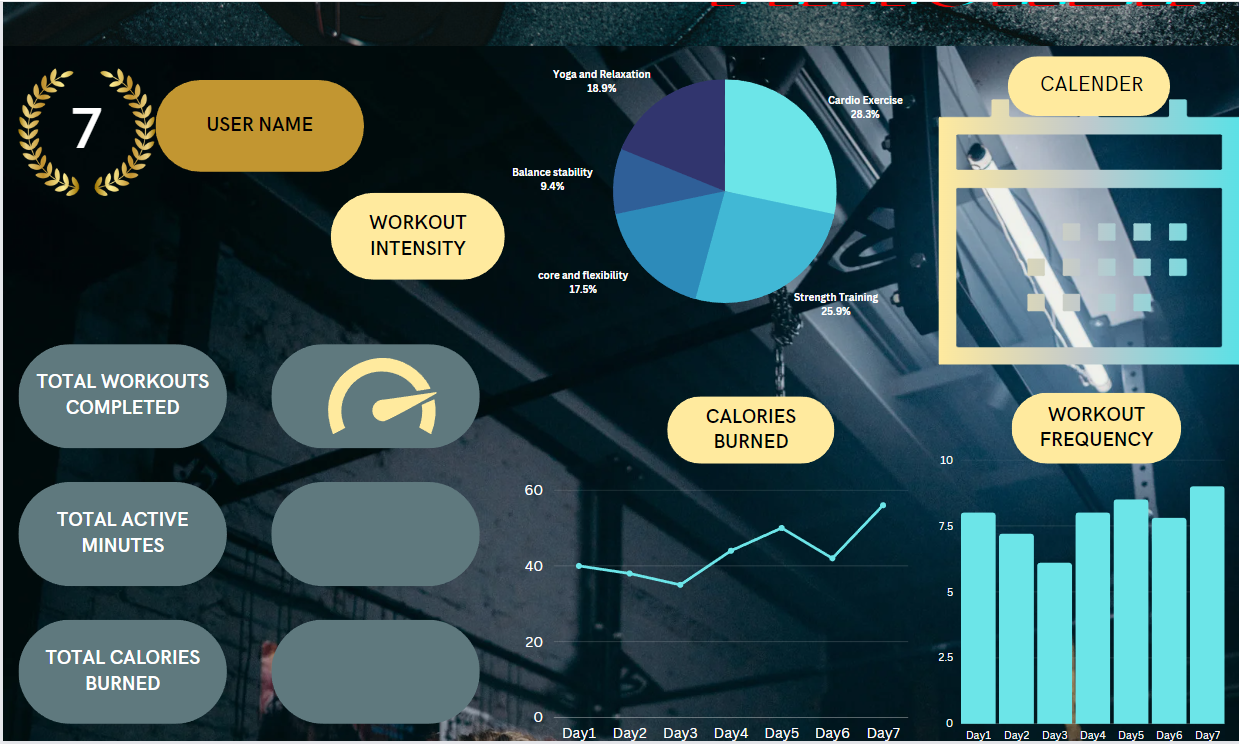 7
USER NAME
WORKOUT
INTENSITY
Yoga and Relaxation
18.9%
Cardio Exercise
28.3%
Balance stability
9.4%
core and flexibility
17.5%
Strength Training
25.9%
CALENDER
TOTAL WORKOUTS
COMPLETED
TOTAL ACTIVE
MINUTES
TOTAL CALORIES
BURNED
CALORIES
BURNED
60
40
20
0
Day1 Day2 Day3 Day4 Day5 Day6 Day7
WORKOUT
FREQUENCY
10
7.5
5
2.5
0
Day1 Day2 Day3 Day4 Day5 Day6 Day7